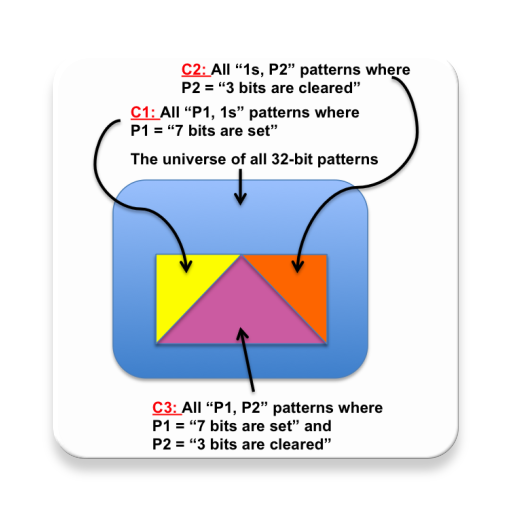 C2: All “1s, P2” patterns where
P2 = “3 bits are cleared”
C1: All “P1, 1s” patterns where
P1 = “7 bits are set”
The universe of all 32-bit patterns
C3: All “P1, P2” patterns where
P1 = “7 bits are set” and
P2 = “3 bits are cleared”